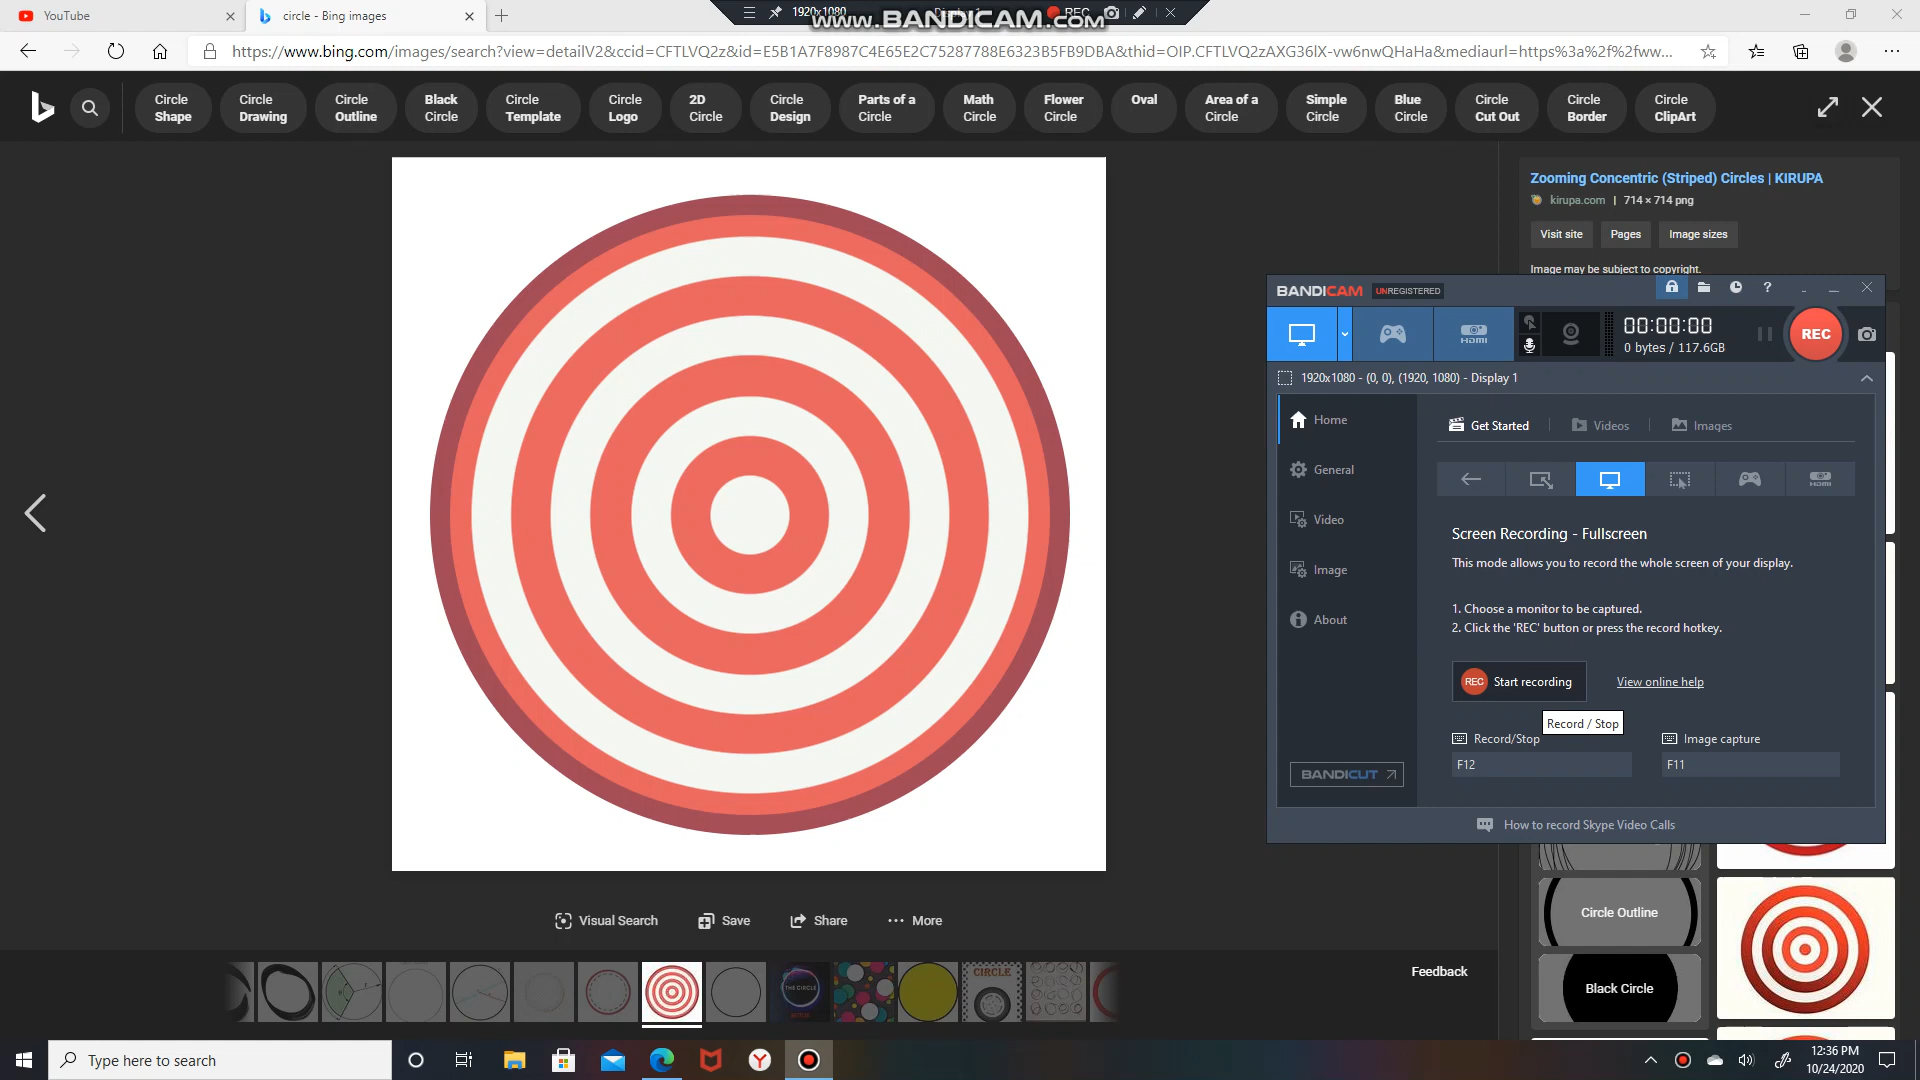 YouTube
circle - Bing images
1920x1080
REC
www.BANDICAM.com
https://www.bing.com/images/search?view=detailV2&ccid=CFTLVQ2z&id=E5B1A7F8987C4E65E2C75287788E6323B5FB9DBA&thid=OIP.CFTLVQ2zAXG36lX-vw6nwQHaHa&mediaurl=https%3a%2f%2fww...
Circle Shape
Circle Drawing
Circle Outline
Black Circle
Circle Template
Circle Logo
2D Circle
Circle Design
Parts of a Circle
Math Circle
Flower Circle
Oval
Area of a Circle
Simple Circle
Blue Circle
Circle Cut Out
Circle Border
Circle ClipArt
Zooming Concentric (Striped) Circles | KIRUPA
kirupa.com | 714 × 714 png
Visit site
Pages
Image sizes
Image may be subject to copyright.
BANDICAM
UNREGISTERED
?
HDMI
00:00:00
0 bytes / 117.6GB
REC
1920x1080 - (0, 0), (1920, 1080) - Display 1
Home
General
Video
Image
About
BANDICUT
Get Started
Videos
Images
HDMI
Screen Recording - Fullscreen
This mode allows you to record the whole screen of your display.
1. Choose a monitor to be captured.
2. Click the 'REC' button or press the record hotkey.
REC Start recording
View online help
Record / Stop
Record/Stop
Image capture
F12
F11
How to record Skype Video Calls
Circle Outline
Black Circle
Visual Search
Save
Share
More
THE CIRCLE
CIRCLE
Feedback
Type here to search
12:36 PM
10/24/2020